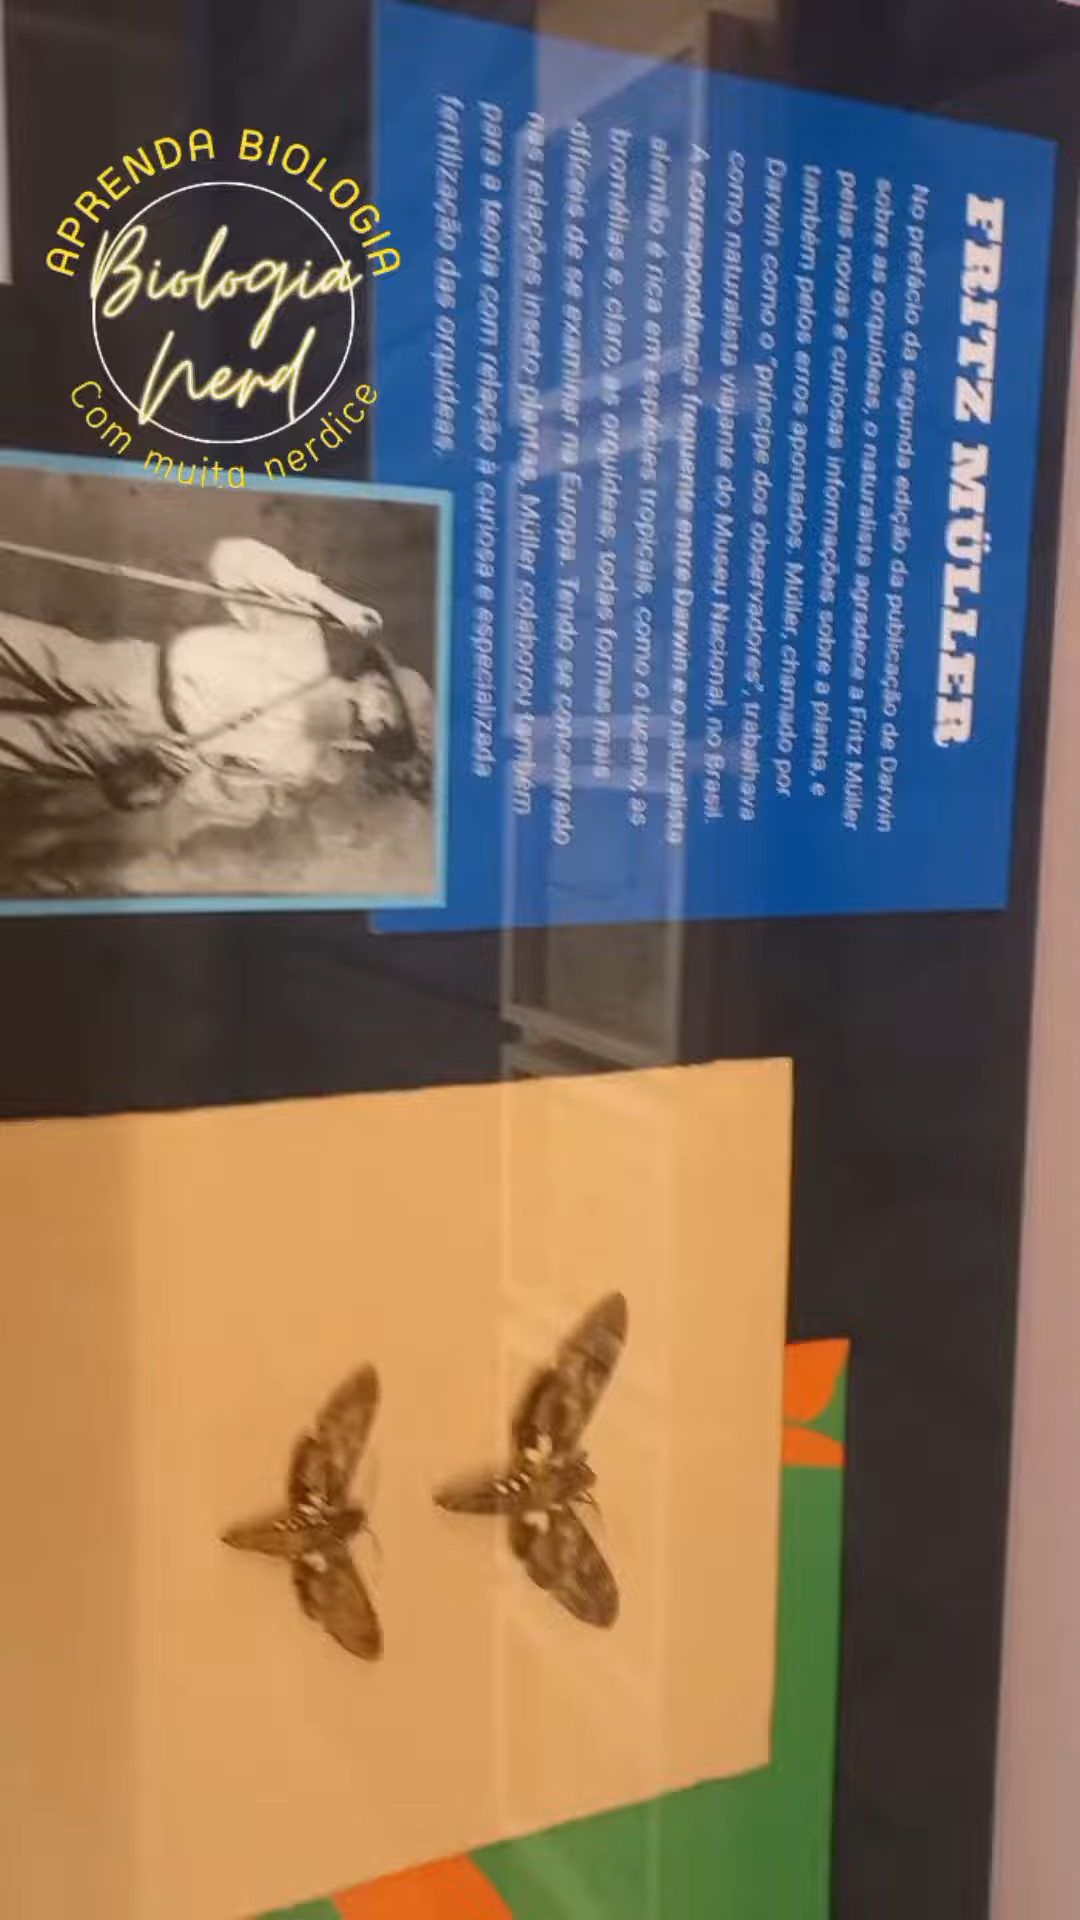 APRENDA BIOLOGIA
Biologia
Nerd
Com muita nerdice
FRITZ MÜLLER
No prefácio da segunda edição da publicação de Darwin
sobre as orquídeas, o naturalista agradece a Fritz Müller
pelas novas e curiosas informações sobre a planta, e
também pelos erros apontados. Müller, chamado por
Darwin como o "príncipe dos observadores", trabalhava
como naturalista viajante do Museu Nacional, no Brasil.
A correspondência frequente entre Darwin e o naturalista
alemão é rica em espécies tropicais, como o tucano, as
bromélias e, claro, as orquídeas, todas formas mais
difíceis de se examinar na Europa. Tendo se concentrado
nas relações inseto-plantas, Müller colaborou também
para a teoria com relação à curiosa e especializada
fertilização das orquídeas.